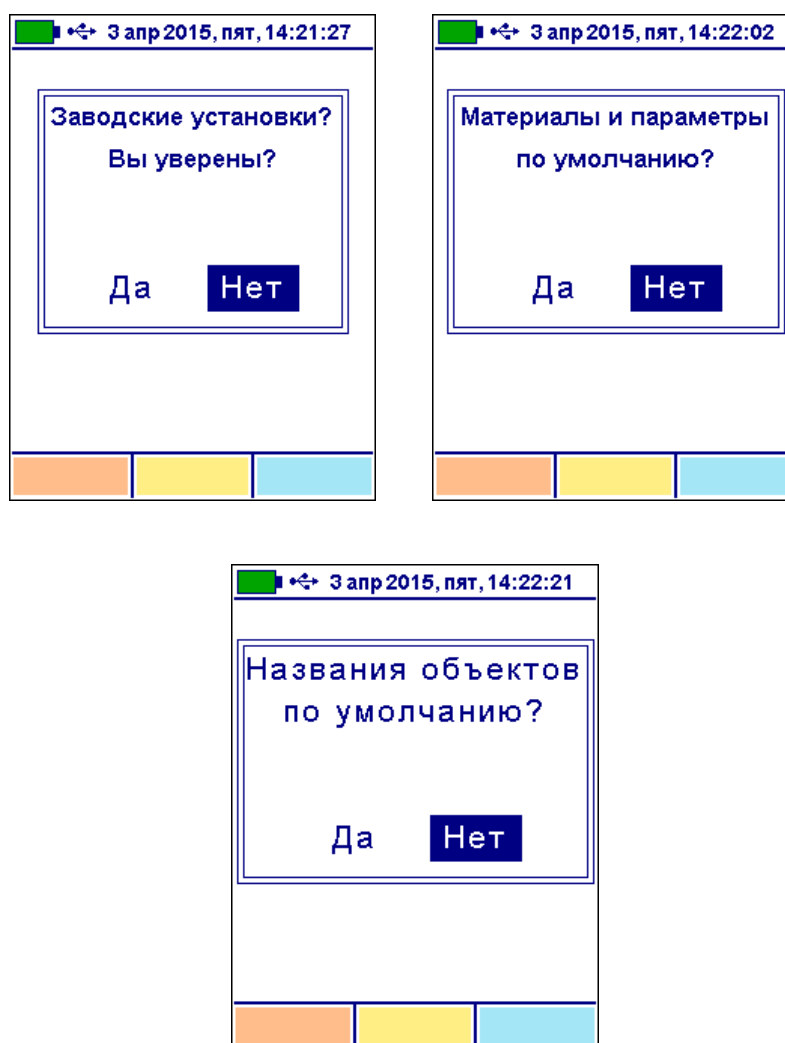 3 апр 2015, пят, 14:21:27
Заводские установки?
Вы уверены?
Да Нет
3 апр 2015, пят, 14:22:02
Материалы и параметры
по умолчанию?
Да Нет
3 апр 2015, пят, 14:22:21
Названия объектов
по умолчанию?
Да Нет